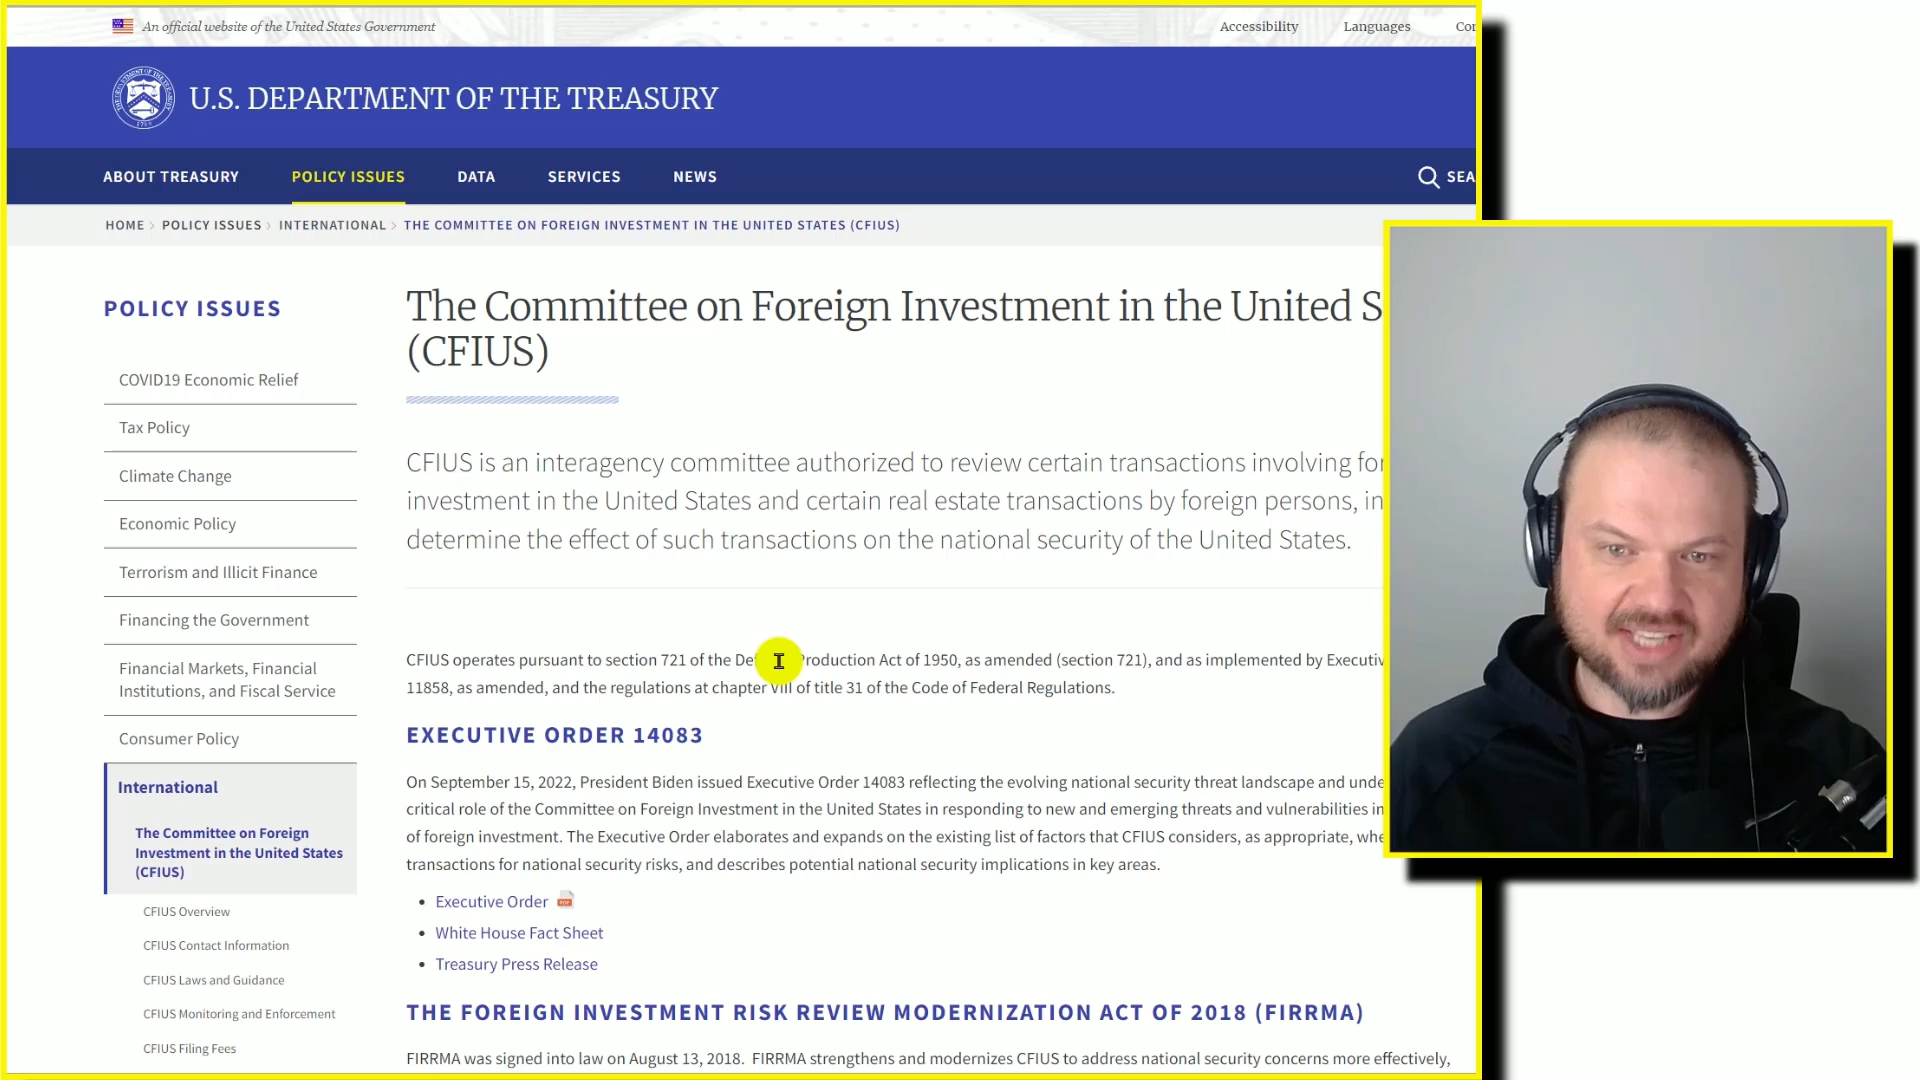 An official website of the United States Government
Accessibility
Languages
U.S. DEPARTMENT OF THE TREASURY
ABOUT TREASURY
POLICY ISSUES
DATA
SERVICES
NEWS
HOME > POLICY ISSUES > INTERNATIONAL > THE COMMITTEE ON FOREIGN INVESTMENT IN THE UNITED STATES (CFIUS)
POLICY ISSUES
COVID19 Economic Relief
Tax Policy
Climate Change
Economic Policy
Terrorism and Illicit Finance
Financing the Government
Financial Markets, Financial
Institutions, and Fiscal Service
Consumer Policy
International
The Committee on Foreign
Investment in the United States
(CFIUS)
CFIUS Overview
CFIUS Contact Information
CFIUS Laws and Guidance
CFIUS Monitoring and Enforcement
CFIUS Filing Fees
The Committee on Foreign Investment in the United
(CFIUS)
CFIUS is an interagency committee authorized to review certain transactions involving
investment in the United States and certain real estate transactions by foreign persons, in
determine the effect of such transactions on the national security of the United States.
CFIUS operates pursuant to section 721 of the Production Act of 1950, as amended (section 721), and as implemented by
11858, as amended, and the regulations at chapter VIII of title 31 of the Code of Federal Regulations.
EXECUTIVE ORDER 14083
On September 15, 2022, President Biden issued Executive Order 14083 reflecting the evolving national security threat landscape and
critical role of the Committee on Foreign Investment in the United States in responding to new and emerging threats and vulnerabilities in
of foreign investment. The Executive Order elaborates and expands on the existing list of factors that CFIUS considers, as appropriate,
transactions for national security risks, and describes potential national security implications in key areas.
• Executive Order
• White House Fact Sheet
• Treasury Press Release
THE FOREIGN INVESTMENT RISK REVIEW MODERNIZATION ACT OF 2018 (FIRRMA)
FIRRMA was signed into law on August 13, 2018. FIRRMA strengthens and modernizes CFIUS to address national security concerns more effectively,